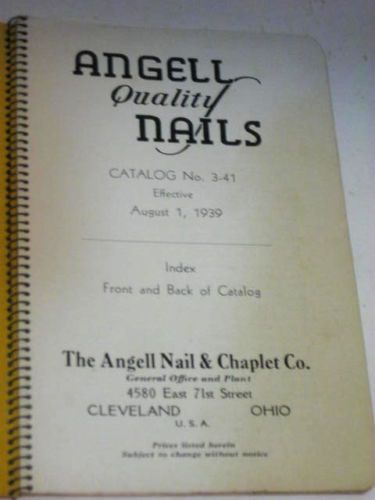 ANGELL
Quality
NAILS
CATALOG No. 3-41
Effective
August 1, 1939
Index
Front and Back of Catalog
The Angell Nail & Chaplet Co.
General Office and Plant
4580 East 71st Street
CLEVELAND OHIO
U. S. A.
Prices listed herein
Subject to change without notice